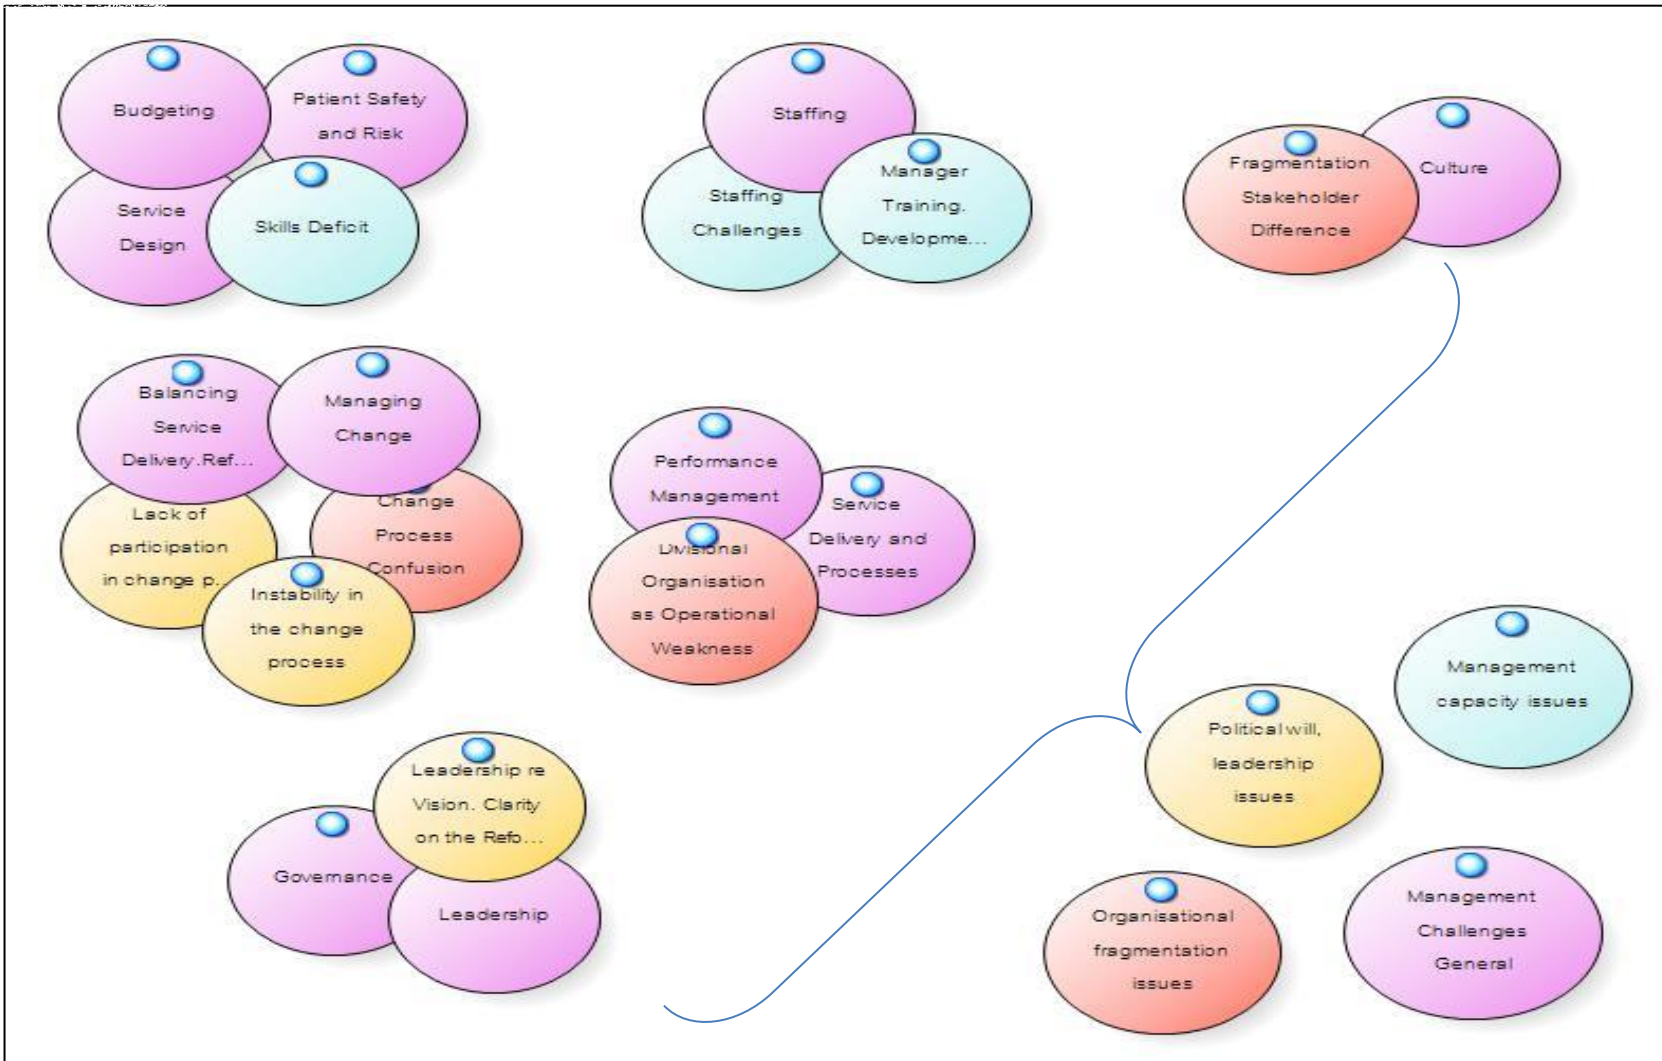 Budgeting
Patient Safety
and Risk
Service
Design
Skills Deficit
Staffing
Staffing
Challenges
Manager
Training.
Developme...
Fragmentation
Stakeholder
Difference
Culture
Balancing
Service
Delivery.Ref...
Managing
Change
Lack of
participation
in change p...
Change
Process
Confusion
Instability in
the change
process
Performance
Management
Service
Delivery and
Processes
Divisional
Organisation
as Operational
Weakness
Leadership re
Vision. Clarity
on the Refo...
Governance
Leadership
Management
capacity issues
Political will,
leadership
issues
Organisational
fragmentation
issues
Management
Challenges
General